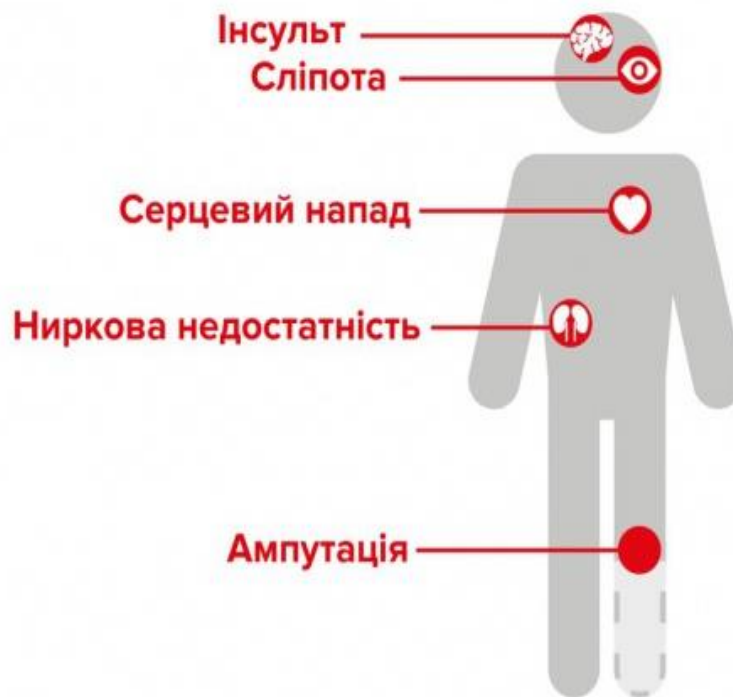 Інсульт
Сліпота
Серцевий напад
Ниркова недостатність
Ампутація